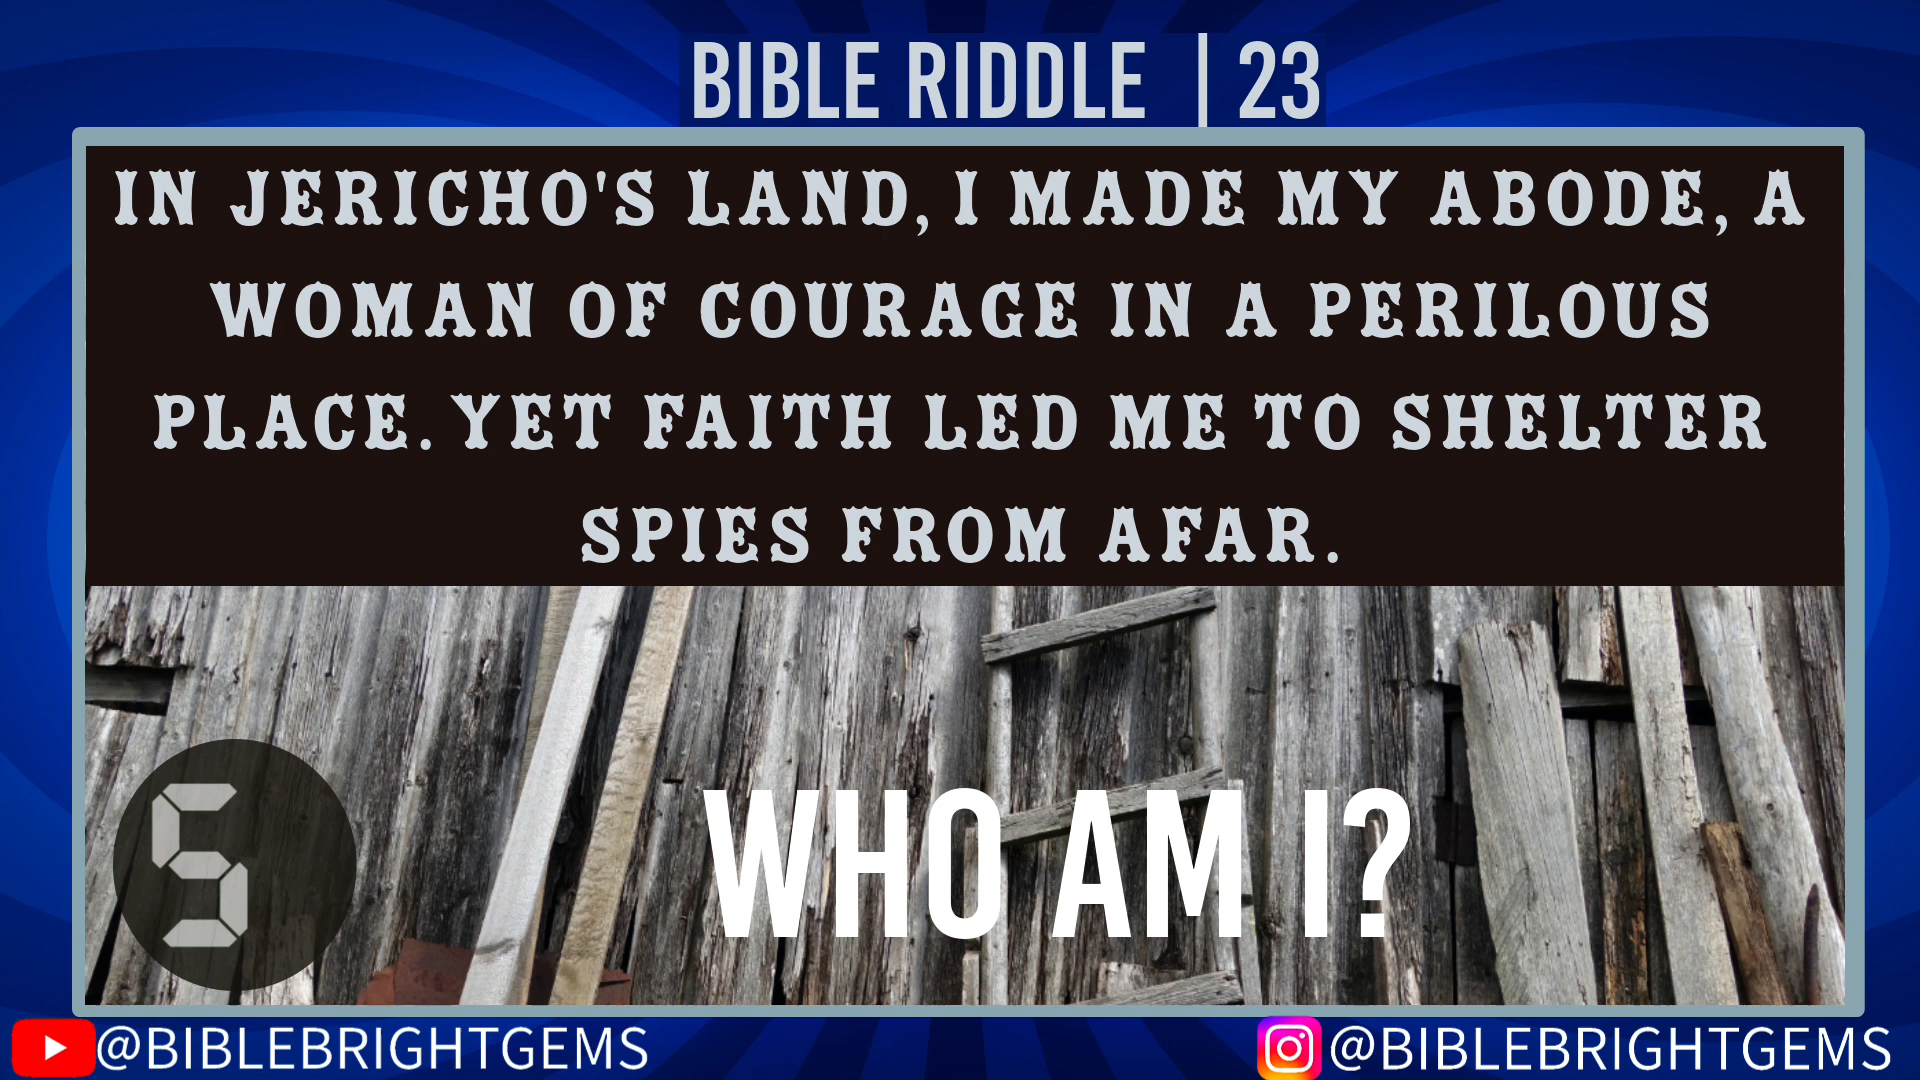 BIBLE RIDDLE | 23
IN JERICHO'S LAND, I MADE MY ABODE, A
WOMAN OF COURAGE IN A PERILOUS
PLACE. YET FAITH LED ME TO SHELTER
SPIES FROM AFAR.
5
WHO AM I?
@BIBLEBRIGHTGEMS
@BIBLEBRIGHTGEMS